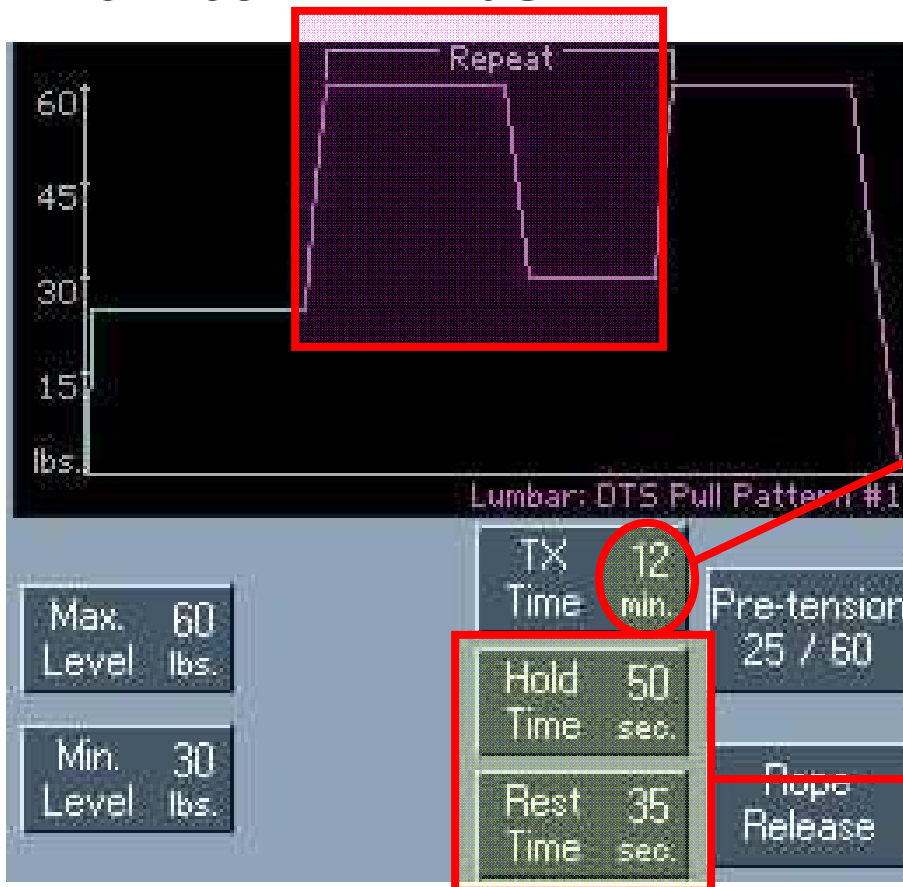 Repeat
60
45
30
15
lbs.
Lumbar: DTS Pull Pattern #1
TX Time 12 min.
Max. Level 60 lbs.
Pre-tension 25 / 60
Hold Time 50 sec.
Min. Level 30 lbs.
Rest Time 35 sec.
Rope Release